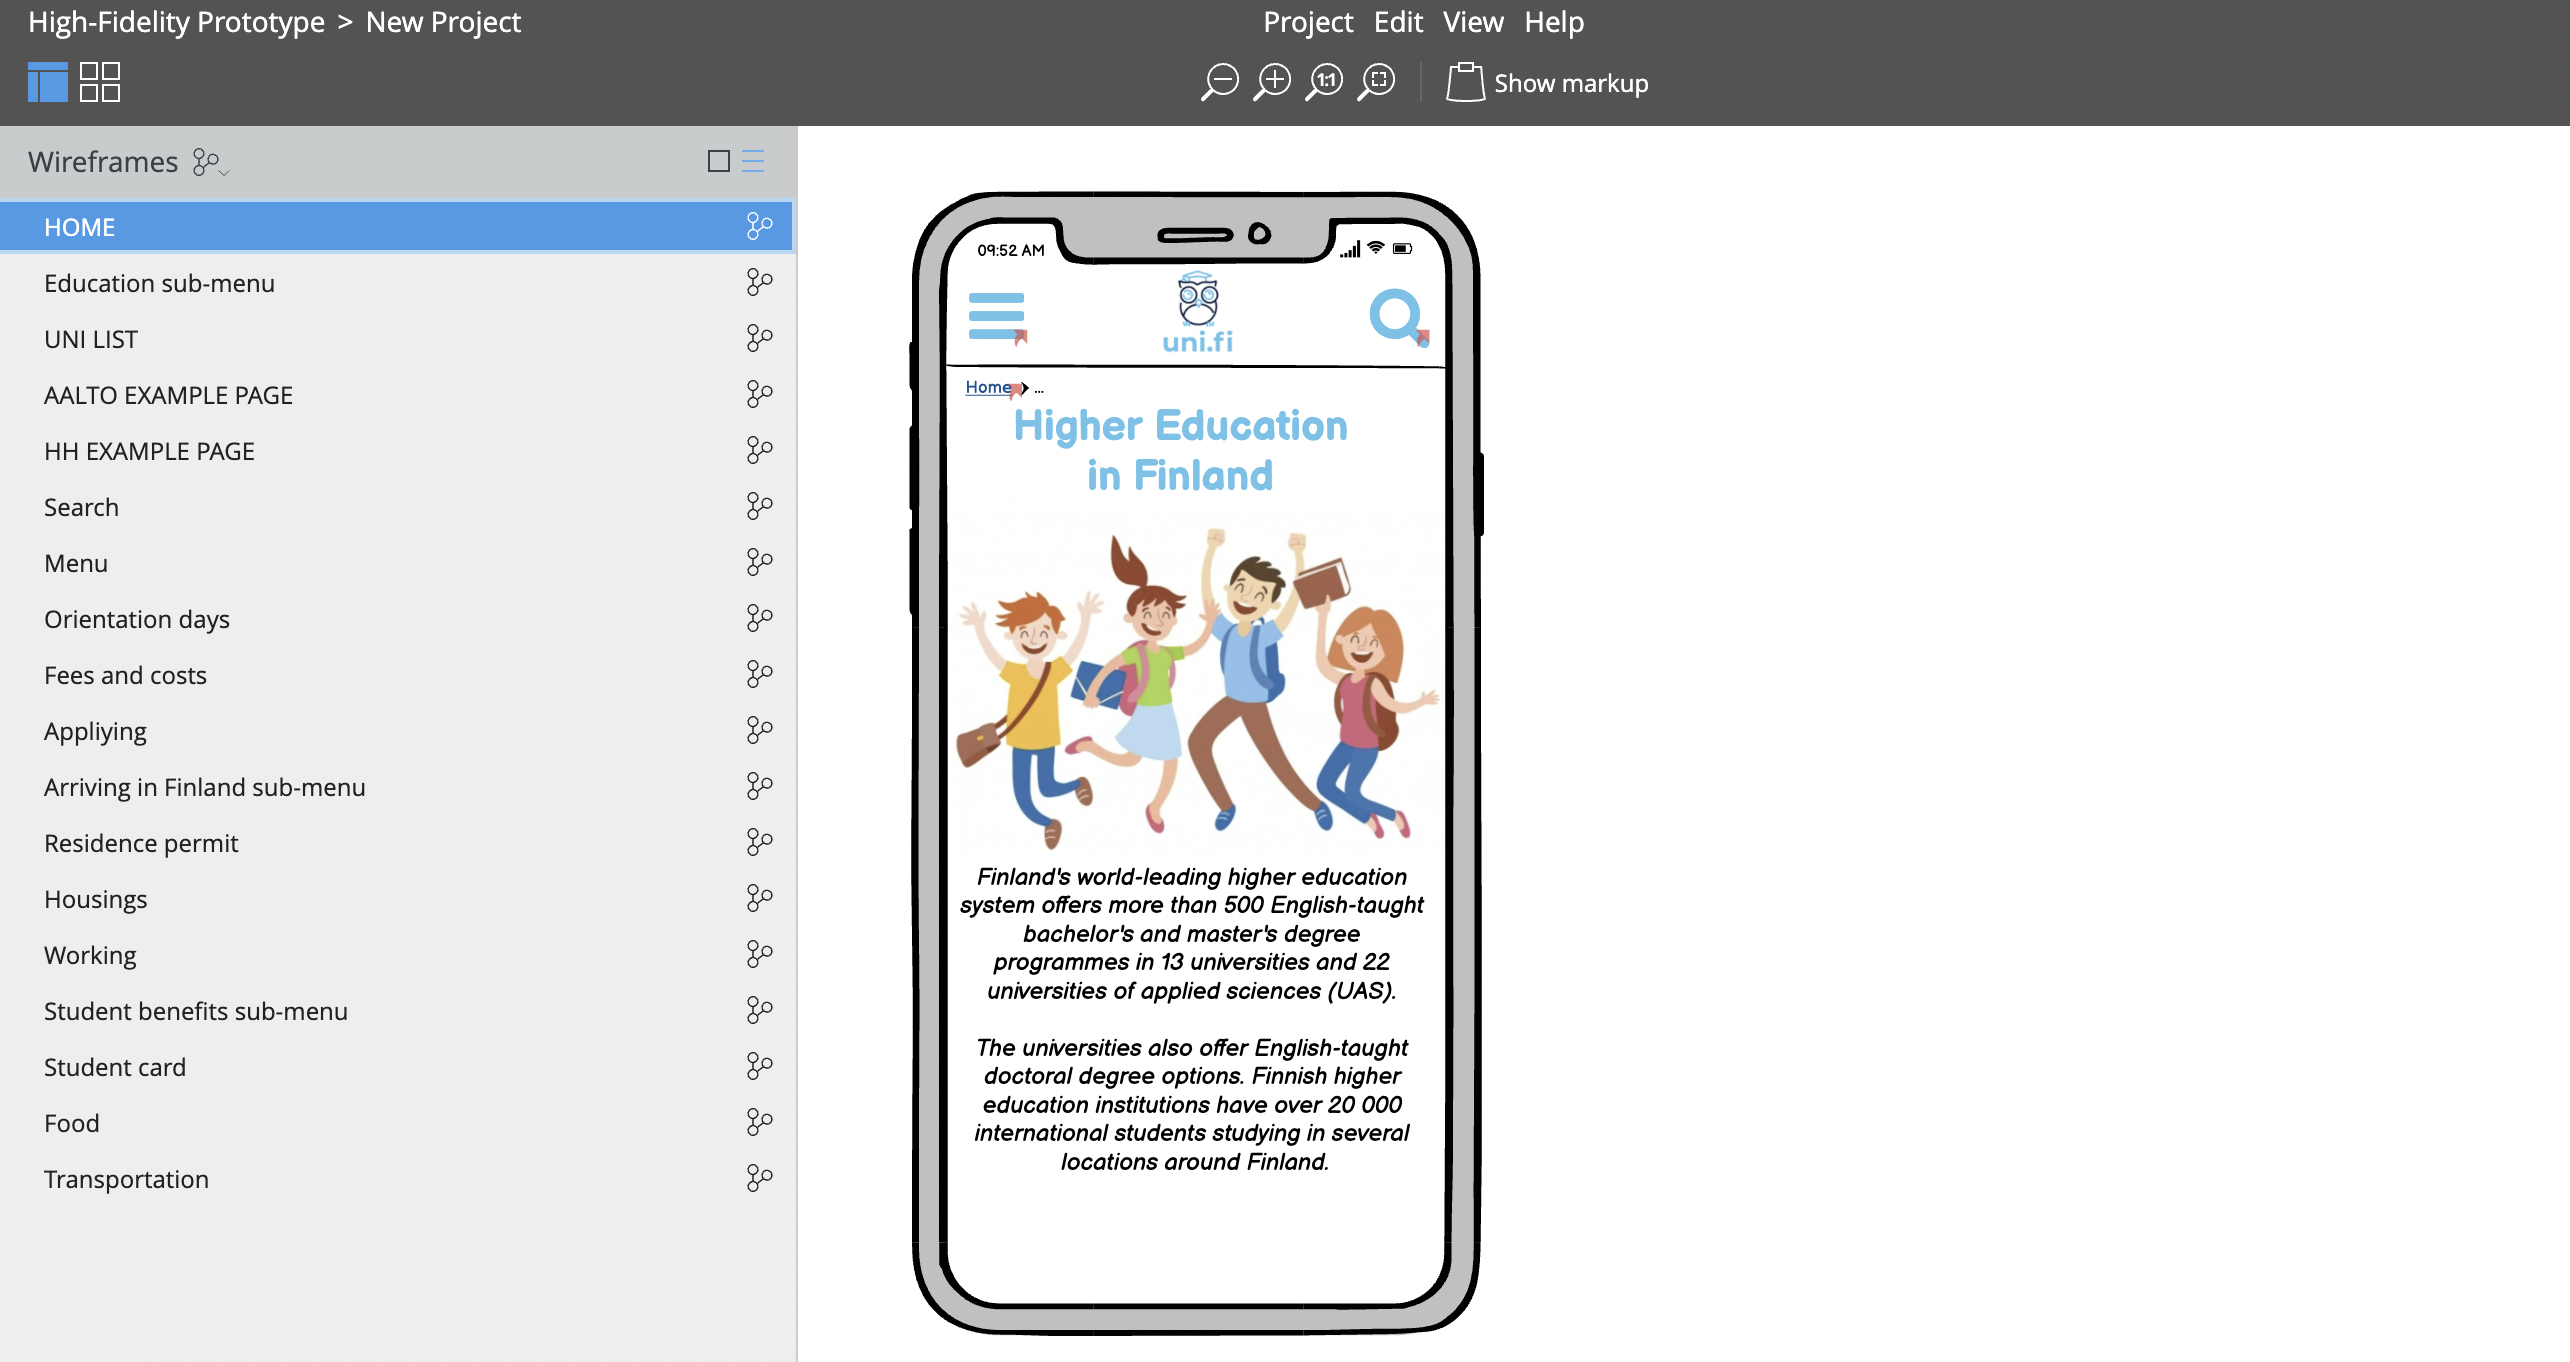 High-Fidelity Prototype > New Project
Project Edit View Help
1:1
Show markup
Wireframes
HOME
Education sub-menu
UNI LIST
AALTO EXAMPLE PAGE
HH EXAMPLE PAGE
Search
Menu
Orientation days
Fees and costs
Appliying
Arriving in Finland sub-menu
Residence permit
Housings
Working
Student benefits sub-menu
Student card
Food
Transportation
09:52 AM
uni.fi
Home > ...
Higher Education
in Finland
Finland's world-leading higher education
system offers more than 500 English-taught
bachelor's and master's degree
programmes in 13 universities and 22
universities of applied sciences (UAS).
The universities also offer English-taught
doctoral degree options. Finnish higher
education institutions have over 20 000
international students studying in several
locations around Finland.